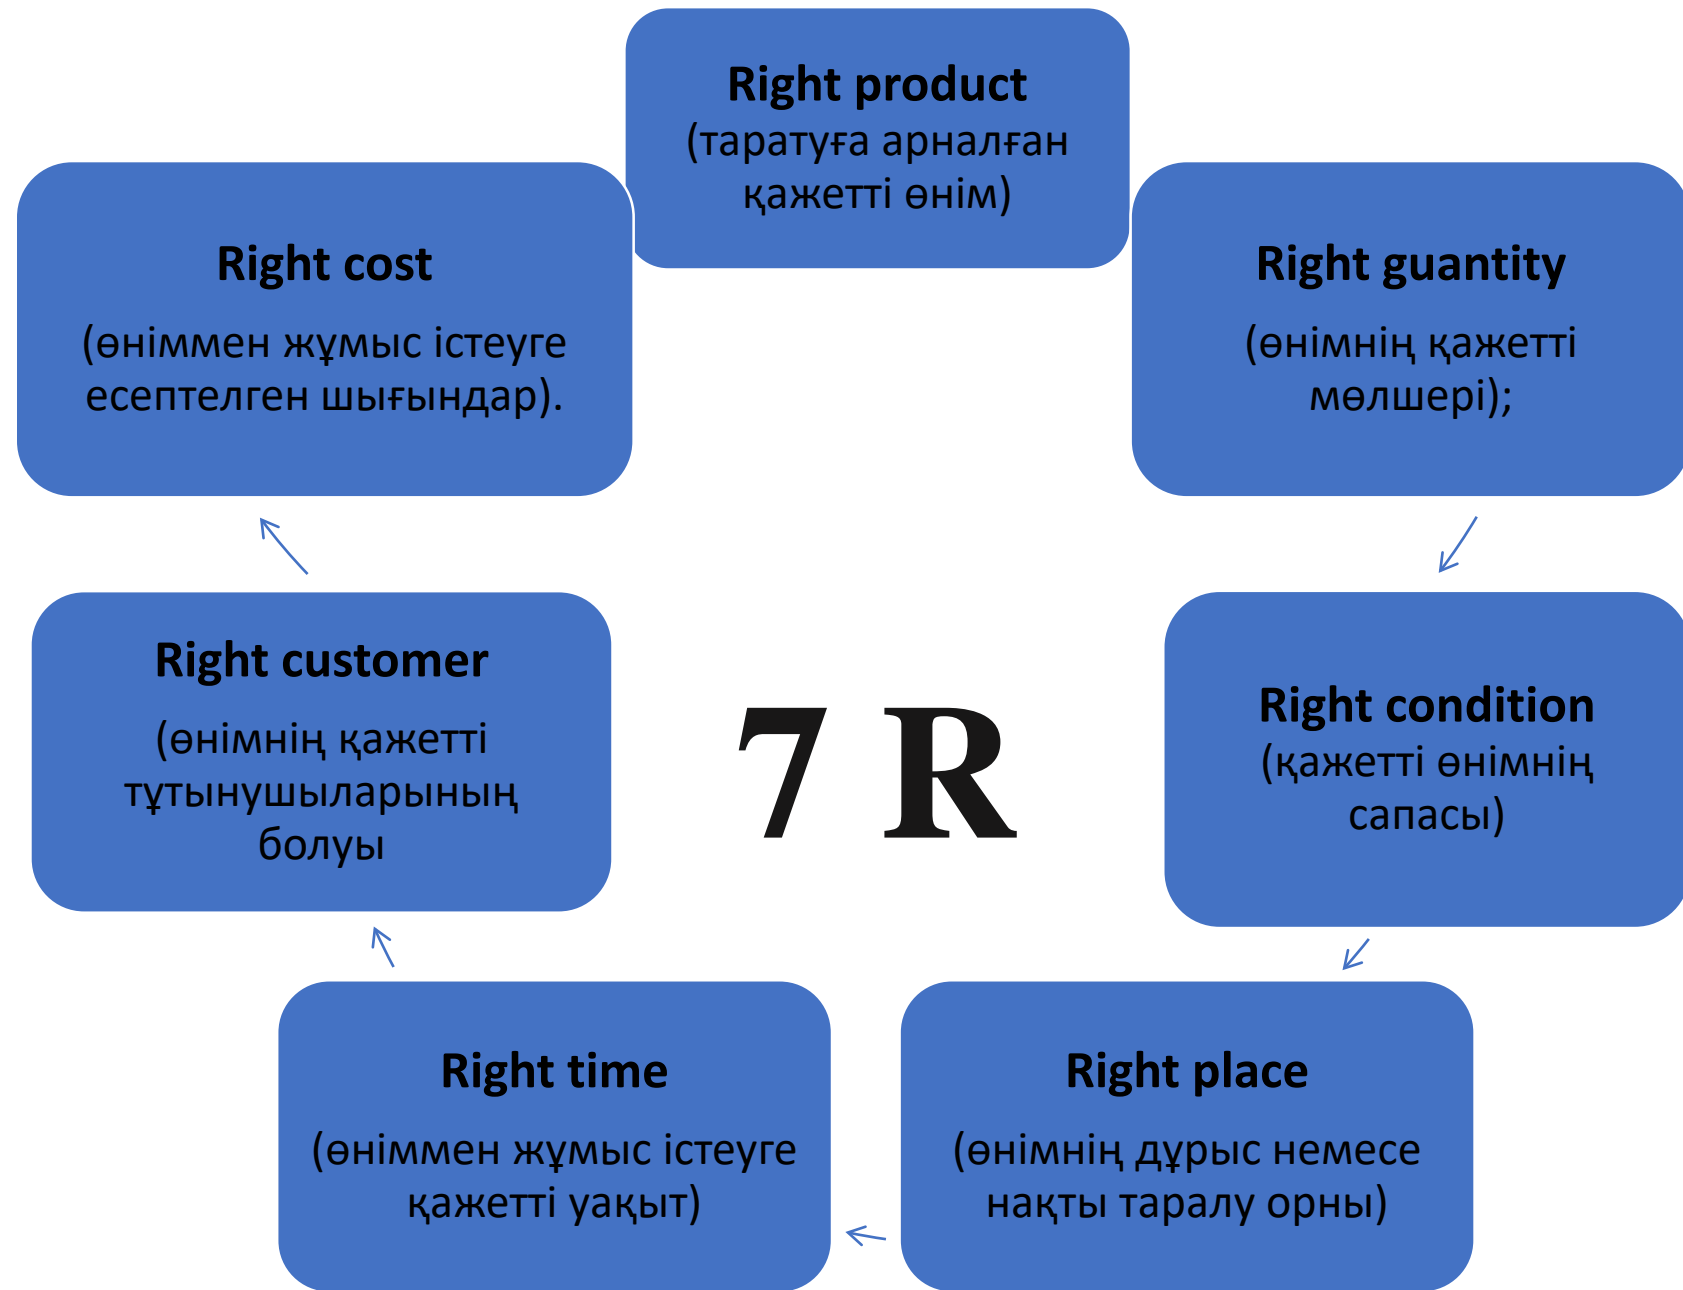 Right product
(таратуға арналған
қажетті өнім)
Right guantity
(өнімнің қажетті
мөлшері);
Right condition
(қажетті өнімнің
сапасы)
Right place
(өнімнің дұрыс немесе
нақты таралу орны)
Right time
(өніммен жұмыс істеуге
қажетті уақыт)
Right customer
(өнімнің қажетті
тұтынушыларының
болуы
Right cost
(өніммен жұмыс істеуге
есептелген шығындар).
7 R